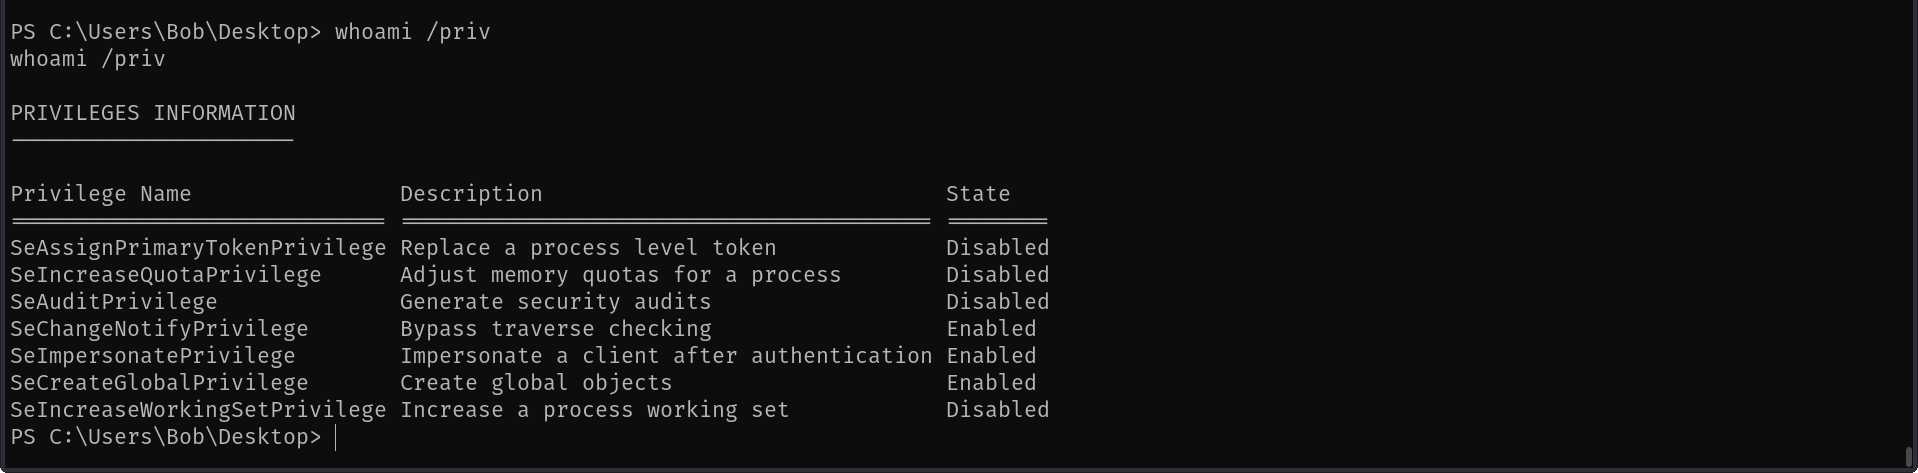 PS C:\Users\Bob\Desktop> whoami /priv
whoami /priv
PRIVILEGES INFORMATION
----------------------
Privilege Name                Description                               State
============================= ========================================= ========
SeAssignPrimaryTokenPrivilege Replace a process level token             Disabled
SeIncreaseQuotaPrivilege      Adjust memory quotas for a process        Disabled
SeAuditPrivilege              Generate security audits                  Disabled
SeChangeNotifyPrivilege       Bypass traverse checking                  Enabled
SeImpersonatePrivilege        Impersonate a client after authentication Enabled
SeCreateGlobalPrivilege       Create global objects                     Enabled
SeIncreaseWorkingSetPrivilege Increase a process working set            Disabled
PS C:\Users\Bob\Desktop>